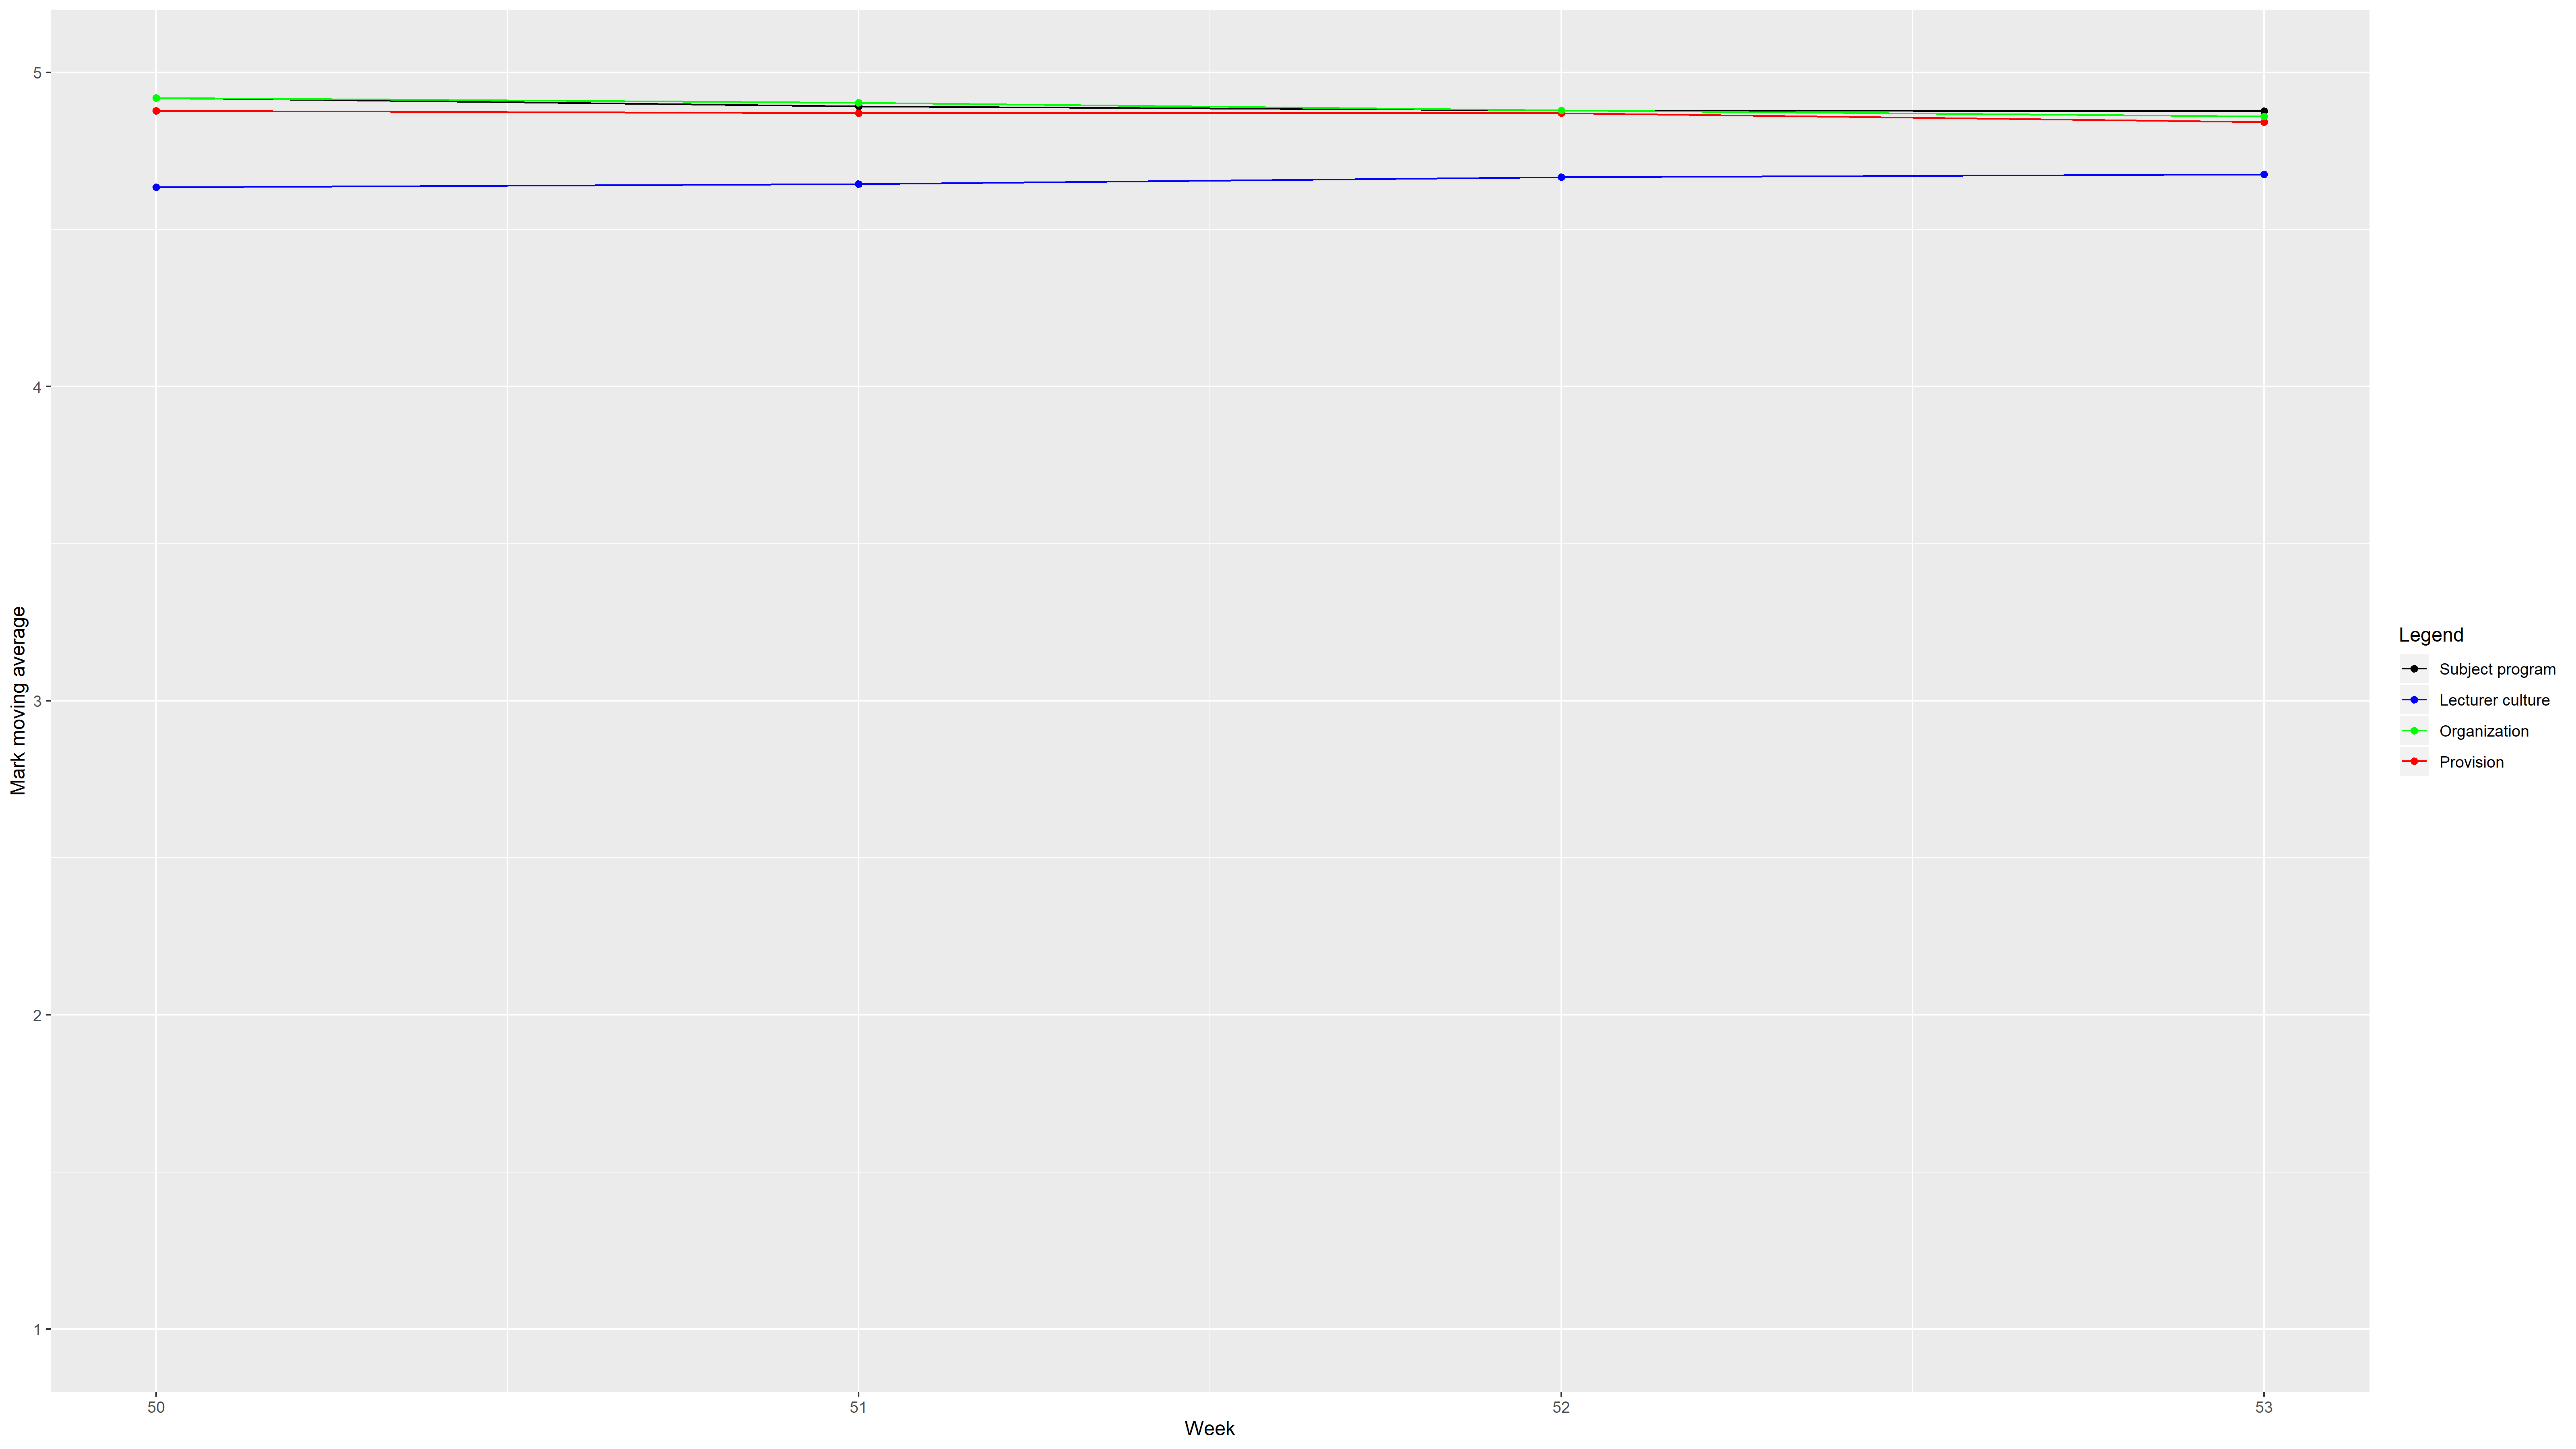 5
4
3
2
1
Mark moving average
50 51 52 53
Week
Legend
Subject program
Lecturer culture
Organization
Provision